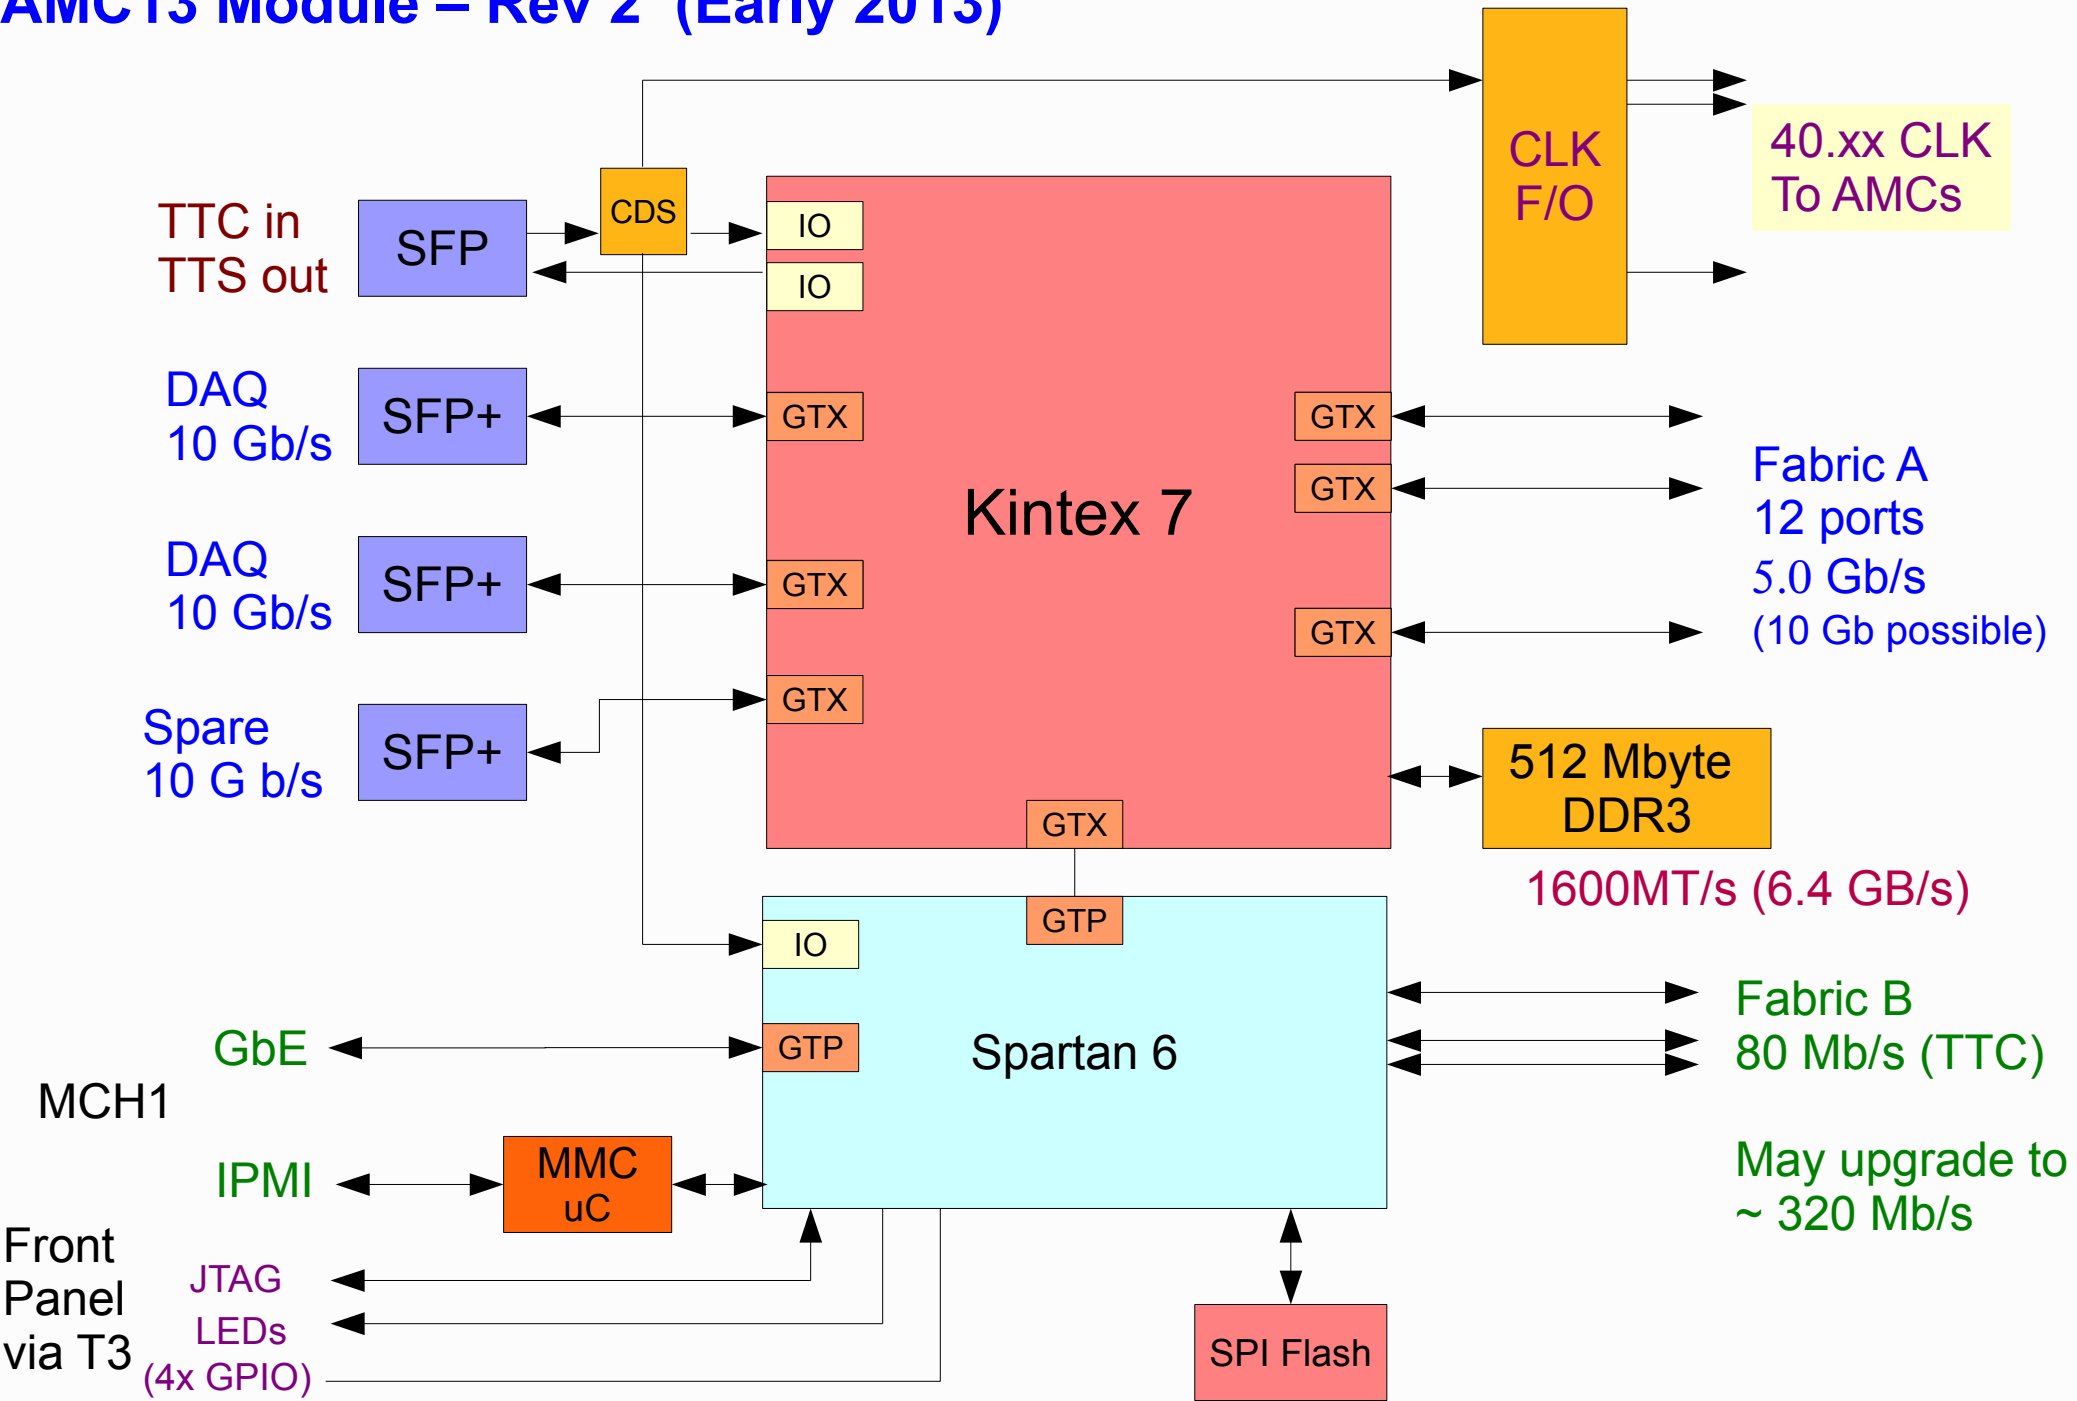 AMC13 Module – Rev 2 (Early 2013)
CLK
F/O
40.xx CLK
To AMCs
TTC in
TTS out
SFP
CDS
IO
IO
DAQ
10 Gb/s
SFP+
GTX
GTX
GTX
Kintex 7
Fabric A
12 ports
5.0 Gb/s
(10 Gb possible)
DAQ
10 Gb/s
SFP+
GTX
GTX
Spare
10 G b/s
SFP+
GTX
512 Mbyte
DDR3
1600MT/s (6.4 GB/s)
GTX
GTP
IO
GbE
GTP
Spartan 6
Fabric B
80 Mb/s (TTC)
May upgrade to
~ 320 Mb/s
MCH1
IPMI
MMC
uC
Front
Panel
via T3
JTAG
LEDs
(4x GPIO)
SPI Flash